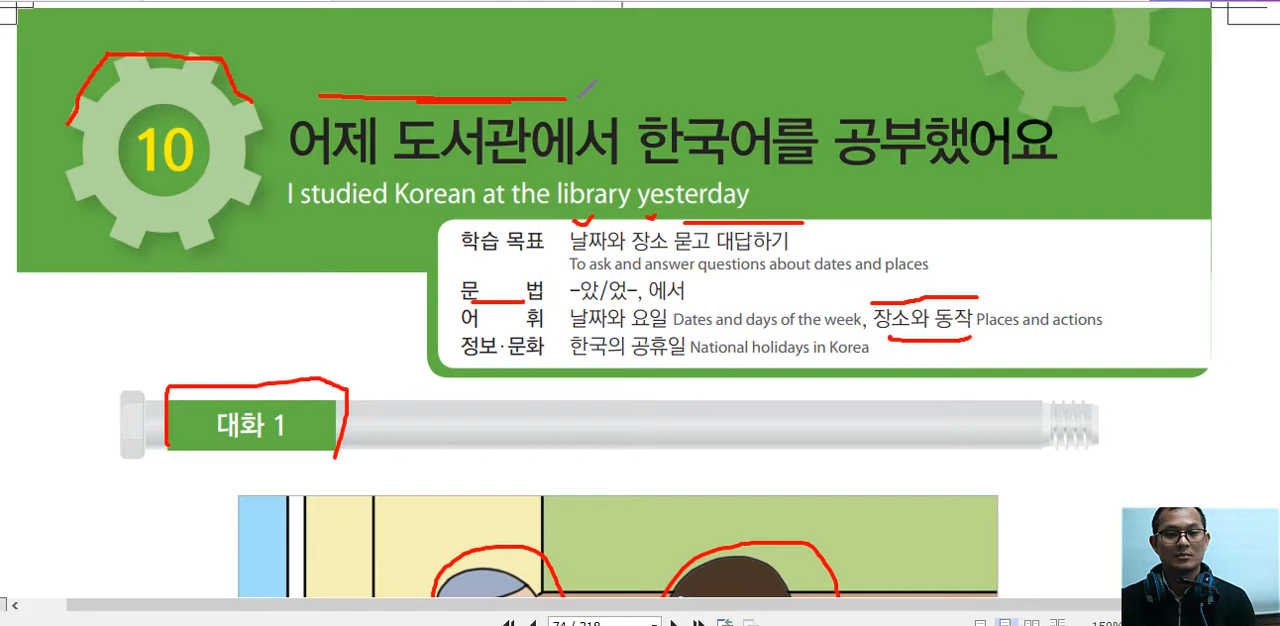 10
어제 도서관에서 한국어를 공부했어요
I studied Korean at the library yesterday
학습 목표 날짜와 장소 묻고 대답하기
To ask and answer questions about dates and places
문 법 –았/었–, 에서
어 휘 날짜와 요일 Dates and days of the week, 장소와 동작 Places and actions
정보·문화 한국의 공휴일 National holidays in Korea
대화 1